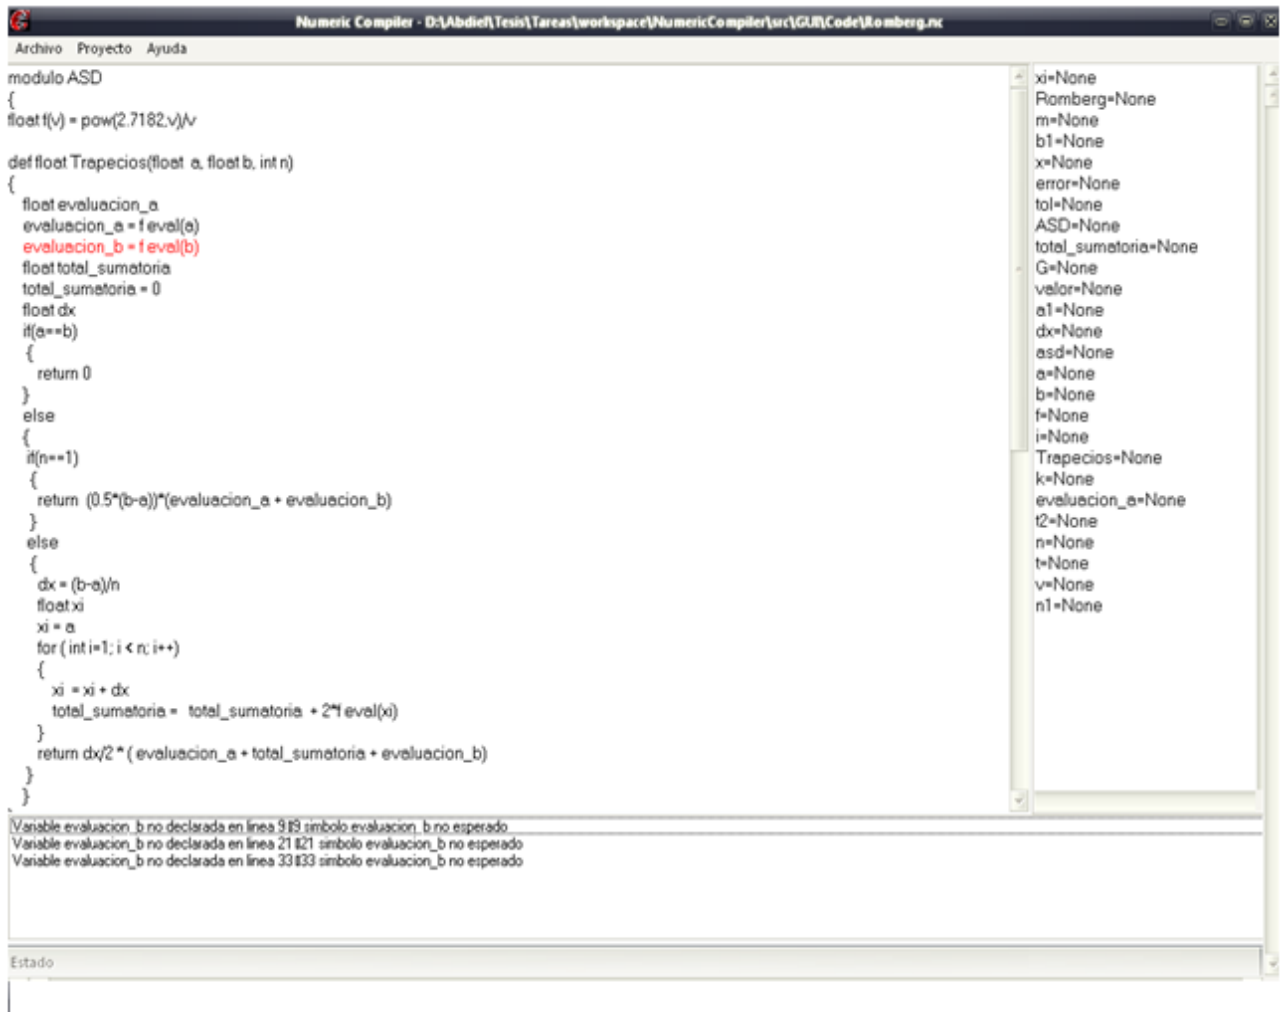 Numeric Compiler - D:\Abdiel\Tesis\Tareas\workspace\NumericCompiler\src\GUI\Code\Romberg.nc
Archivo Proyecto Ayuda
modulo ASD
{
float f(v) = pow(2.7182,v)/v
def float Trapecios(float a, float b, int n)
{
float evaluacion_a
evaluacion_a = f eval(a)
evaluacion_b = f eval(b)
float total_sumatoria
total_sumatoria = 0
float dx
if(a==b)
{
return 0
}
else
{
if(n==1)
{
return (0.5*(b-a))*(evaluacion_a + evaluacion_b)
}
else
{
dx = (b-a)/n
float xi
xi = a
for ( int i=1; i < n; i++)
{
xi = xi + dx
total_sumatoria = total_sumatoria + 2*f eval(xi)
}
return dx/2 * ( evaluacion_a + total_sumatoria + evaluacion_b)
}
}
xi=None
Romberg=None
m=None
b1=None
x=None
error=None
tol=None
ASD=None
total_sumatoria=None
G=None
valor=None
a1=None
dx=None
asd=None
a=None
b=None
f=None
i=None
Trapecios=None
k=None
evaluacion_a=None
t2=None
n=None
t=None
v=None
n1=None
Variable evaluacion_b no declarada en linea 9 9 simbolo evaluacion_b no esperado
Variable evaluacion_b no declarada en linea 21 21 simbolo evaluacion_b no esperado
Variable evaluacion_b no declarada en linea 33 33 simbolo evaluacion_b no esperado
Estado